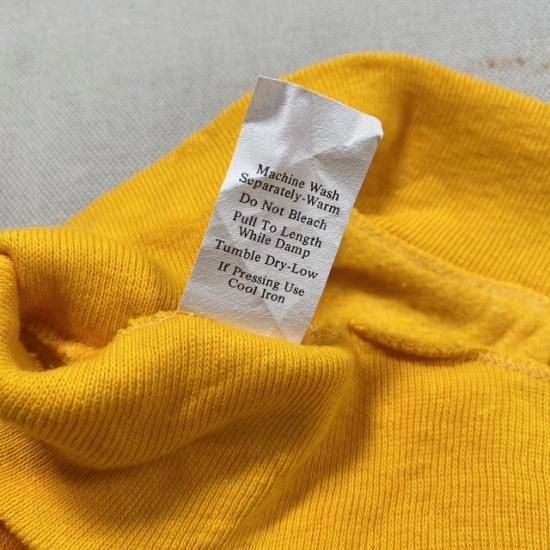 Machine Wash
Separately-Warm
Do Not Bleach
Pull To Length
While Damp
Tumble Dry-Low
If Pressing Use
Cool Iron